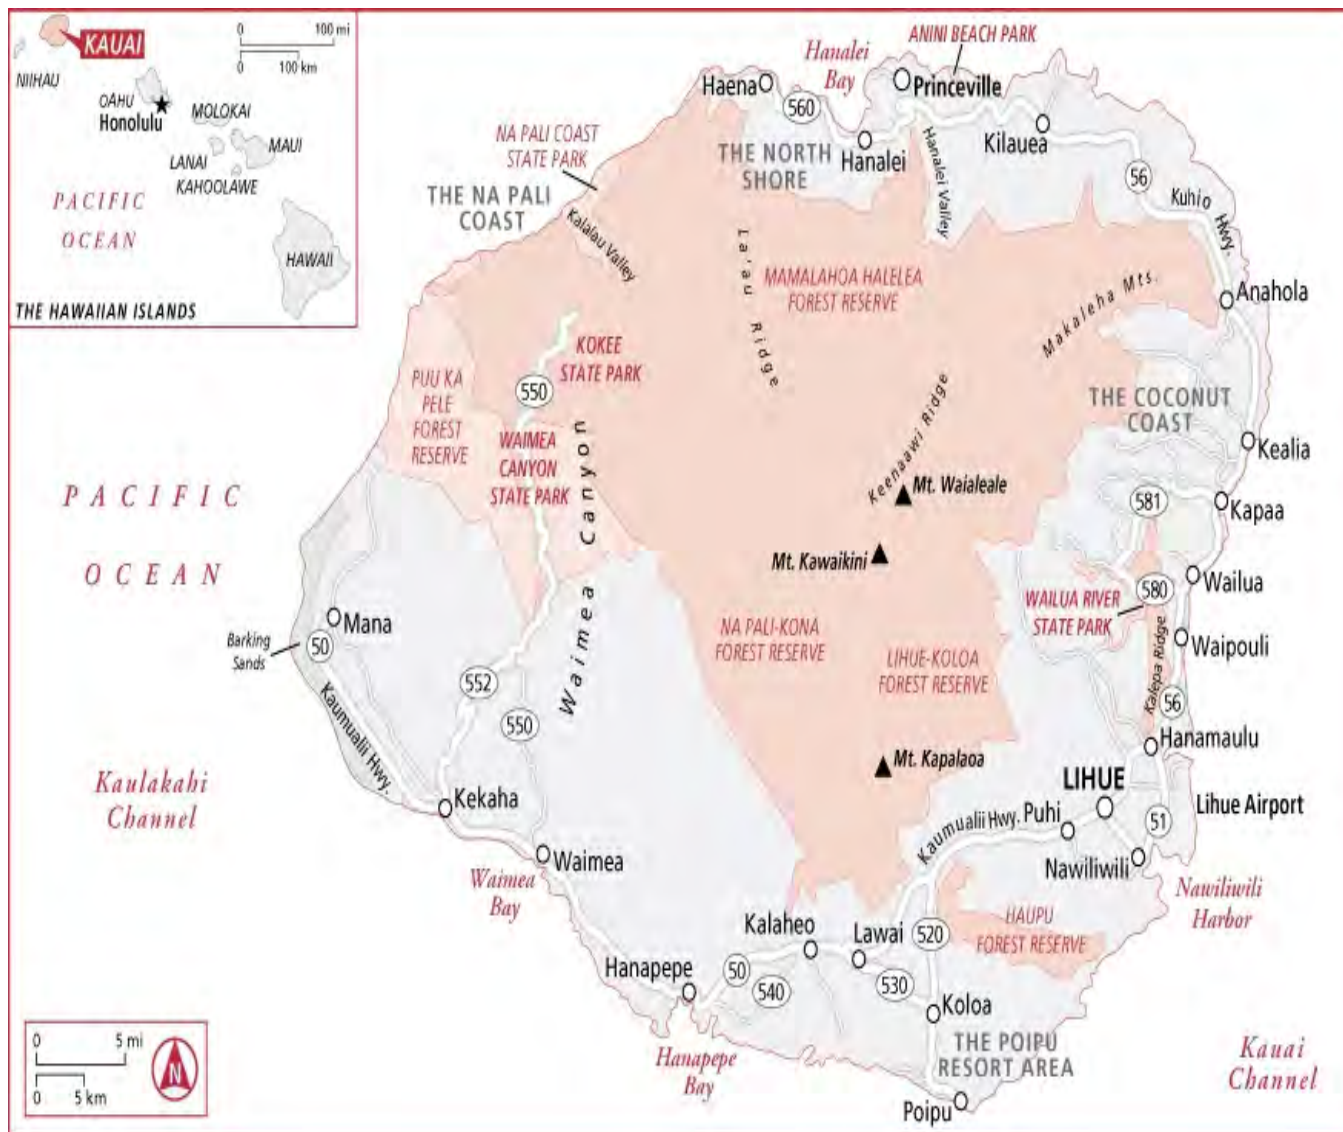 0 100 mi
0 100 km
KAUAI
NIIHAU
OAHU
Honolulu
MOLOKAI
LANAI
MAUI
KAHOOLAWE
PACIFIC
OCEAN
HAWAII
THE HAWAIIAN ISLANDS
ANINI BEACH PARK
Hanalei
Bay
Haena
Princeville
560
Kilauea
Hanalei
THE NORTH
SHORE
Hanalei Valley
56
Kuhio Hwy.
NA PALI COAST
STATE PARK
THE NA PALI
COAST
Kalalau Valley
La'au Ridge
MAMALAHOA HALELEA
FOREST RESERVE
Makaleha Mts.
Anahola
KOKEE
STATE PARK
550
PUU KA
PELE
FOREST
RESERVE
WAIMEA
CANYON
STATE PARK
Waimea Canyon
Keenaawi Ridge
THE COCONUT
COAST
Kealia
Mt. Waialeale
581
Kapaa
Mt. Kawaikini
PACIFIC
OCEAN
Wailua
580
WAILUA RIVER
STATE PARK
Mana
Barking
Sands
50
NA PALI-KONA
FOREST RESERVE
LIHUE-KOLOA
FOREST RESERVE
Waipouli
Kalepa Ridge
552
550
56
Kaumualii Hwy.
Hanamaulu
Mt. Kapalaoa
Kaulakahi
Channel
Kekaha
LIHUE
Lihue Airport
Kaumualii Hwy.
Puhi
51
Waimea
Nawiliwili
Waimea
Bay
Nawiliwili
Harbor
HAUPU
FOREST RESERVE
Kalaheo
Lawai
520
Hanapepe
50
540
530
Koloa
THE POIPU
RESORT AREA
Hanapepe
Bay
Kauai
Channel
Poipu
0 5 mi
0 5 km
N